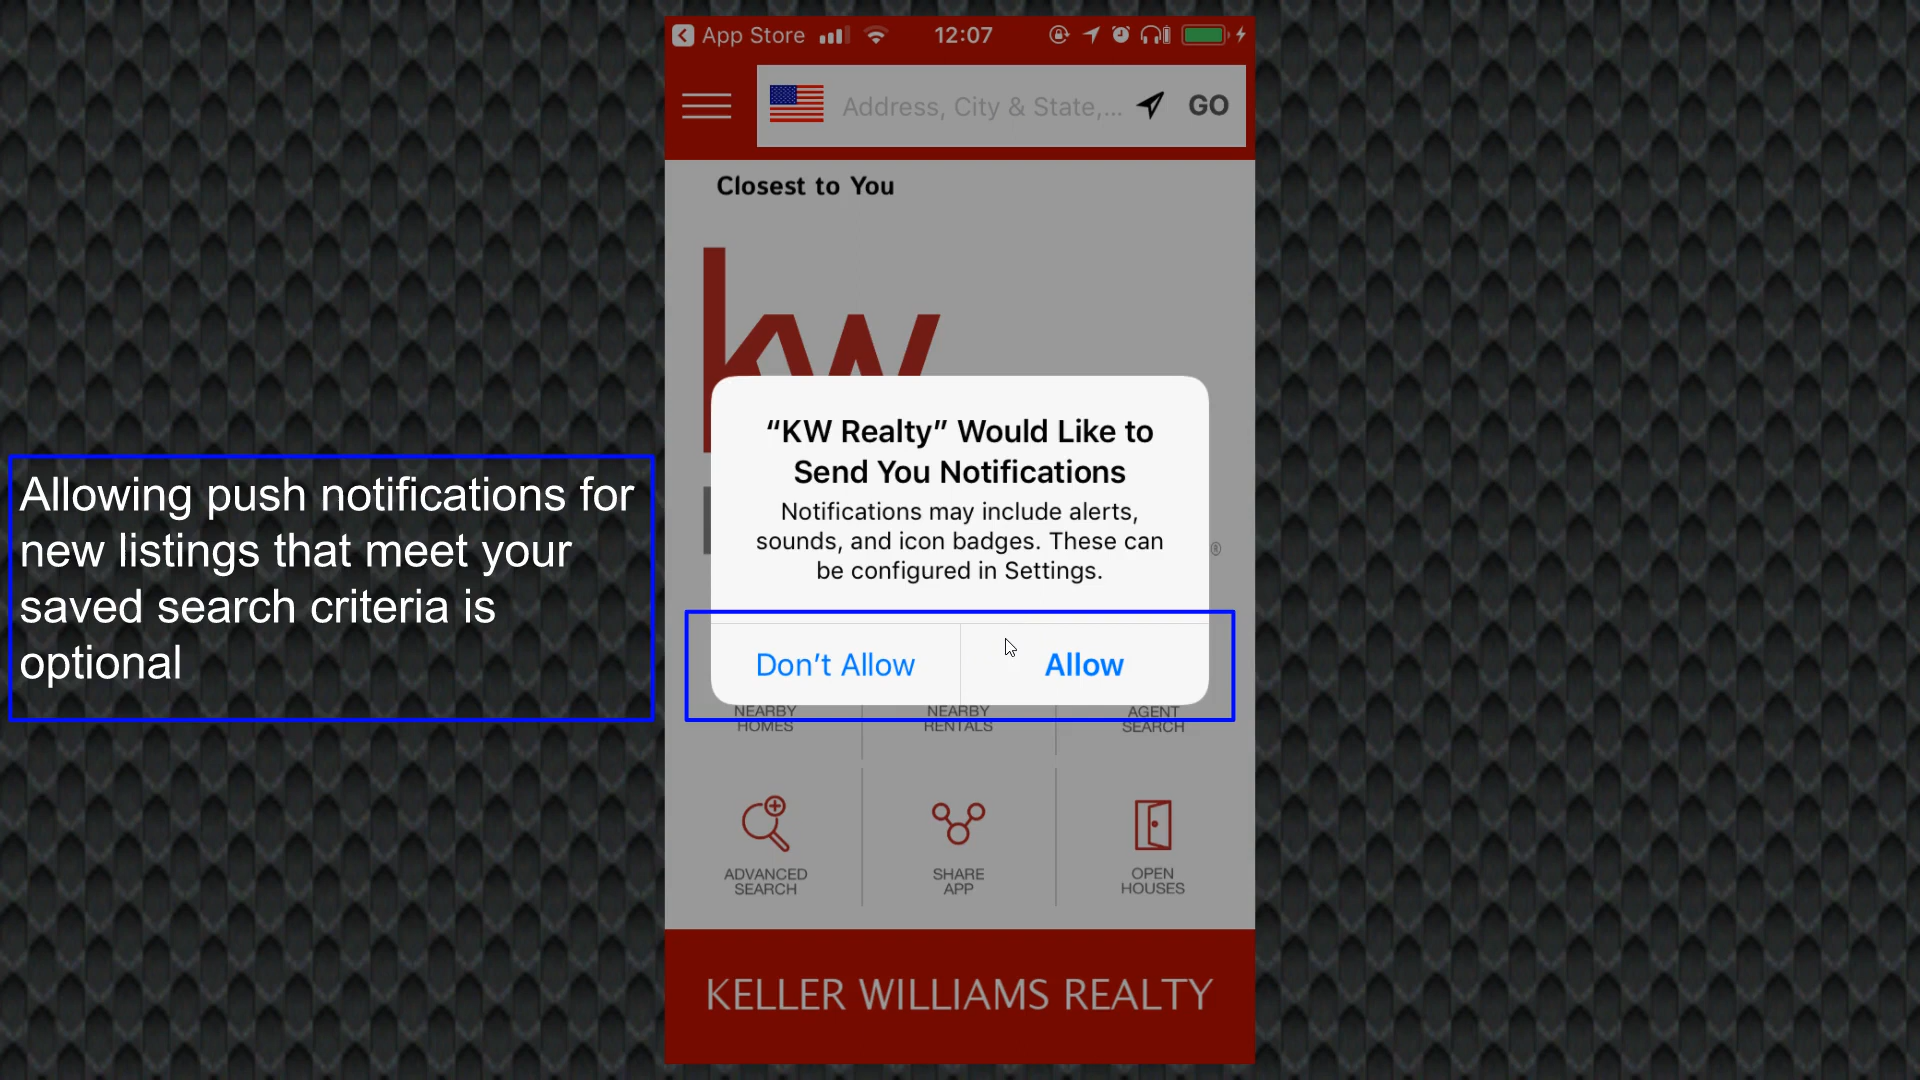 App Store 12:07
Address, City & State,... GO
Closest to You
kw
"KW Realty" Would Like to
Send You Notifications
Notifications may include alerts,
sounds, and icon badges. These can
be configured in Settings.
®
Don't Allow Allow
Allowing push notifications for
new listings that meet your
saved search criteria is
optional
NEARBY
HOMES
NEARBY
RENTALS
AGENT
SEARCH
ADVANCED
SEARCH
SHARE
APP
OPEN
HOUSES
KELLER WILLIAMS REALTY